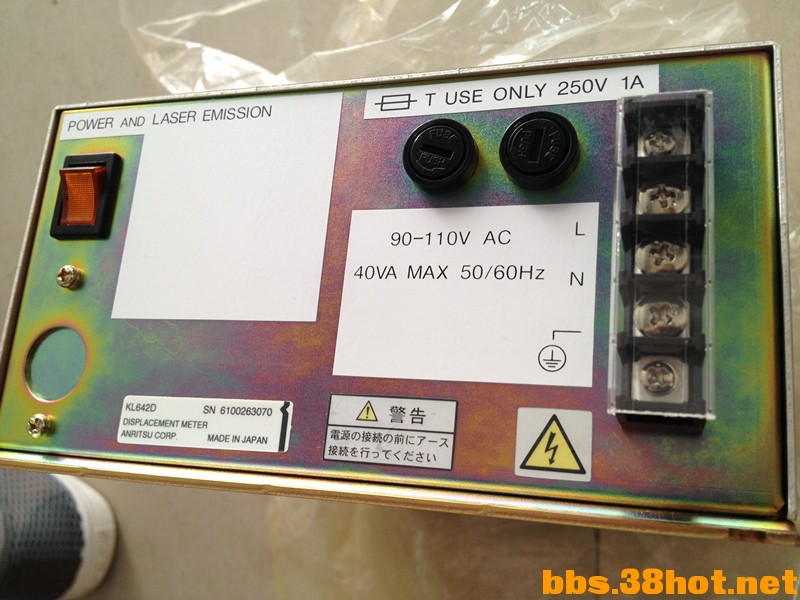 POWER AND LASER EMISSION
T USE ONLY 250V 1A
FUSE
PUSH
FUSE
PUSH
90-110V AC
40VA MAX 50/60Hz
L
N
KL642D SN 6100263070
DISPLACEMENT METER
ANRITSU CORP. MADE IN JAPAN
警告
電源の接続の前にアース
接続を行ってください
bbs.38hot.net